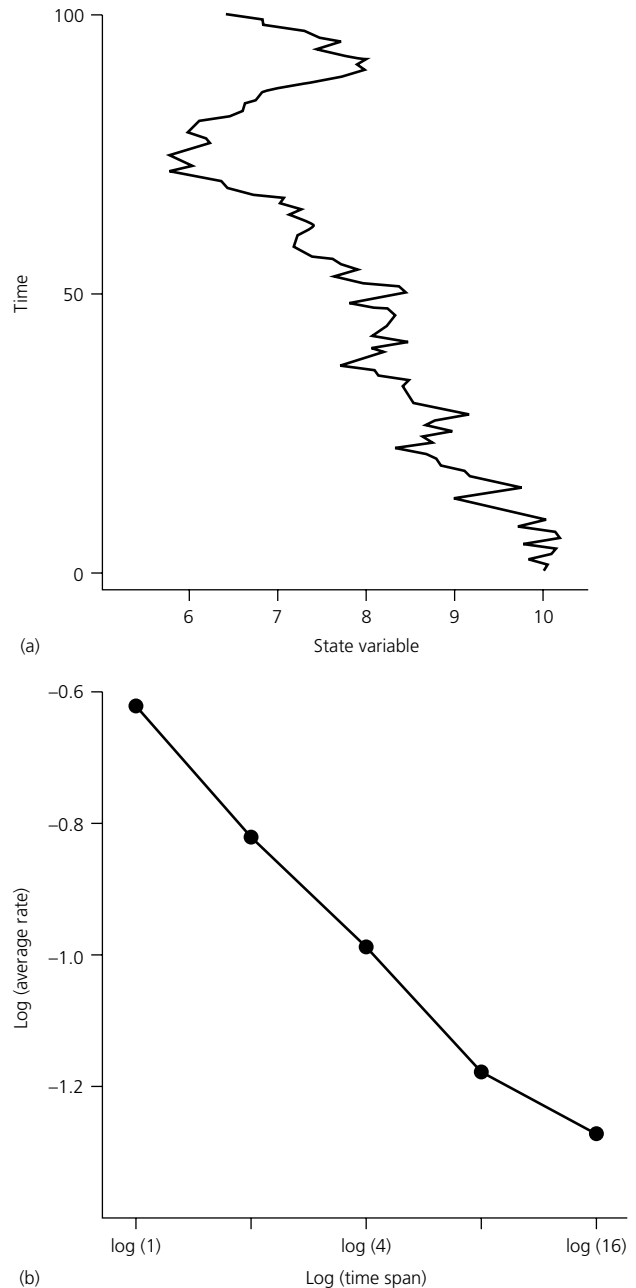 100
50
0
Time
6 7 8 9 10
(a) State variable
−0.6
−0.8
−1.0
−1.2
Log (average rate)
log (1) log (4) log (16)
(b) Log (time span)